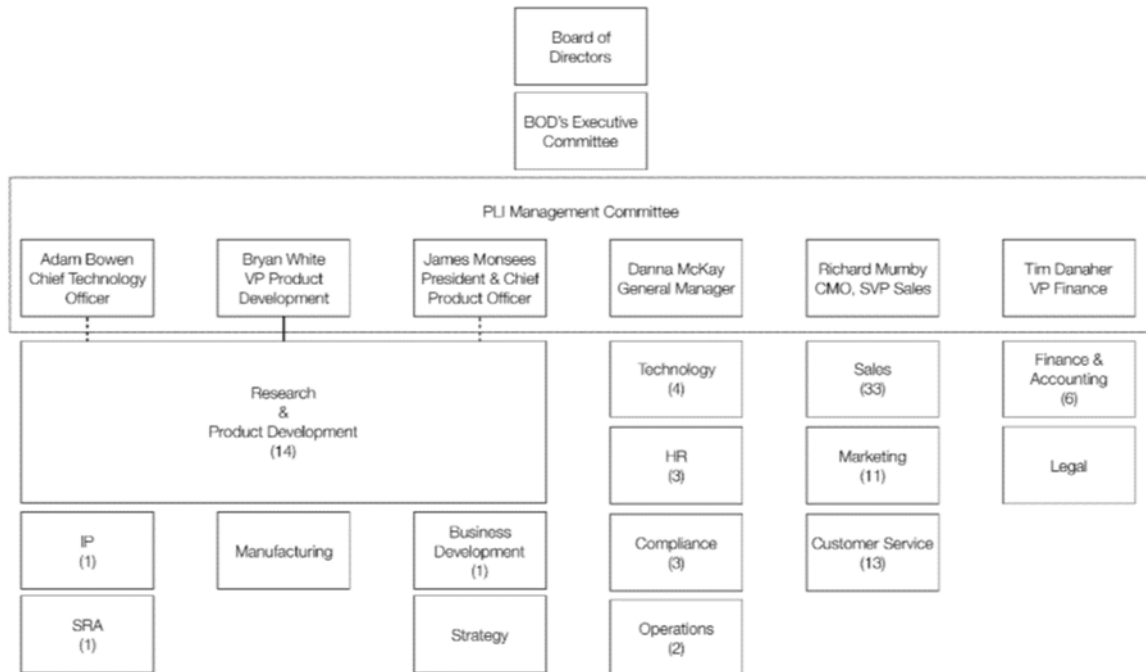 Board of
Directors
BOD's Executive
Committee
PLI Management Committee
Adam Bowen
Chief Technology
Officer
Bryan White
VP Product
Development
James Monsees
President & Chief
Product Officer
Danna McKay
General Manager
Richard Mumby
CMO, SVP Sales
Tim Danaher
VP Finance
Research
&
Product Development
(14)
Technology
(4)
Sales
(33)
Finance &
Accounting
(6)
HR
(3)
Marketing
(11)
Legal
IP
(1)
Manufacturing
Business
Development
(1)
Compliance
(3)
Customer Service
(13)
SRA
(1)
Strategy
Operations
(2)